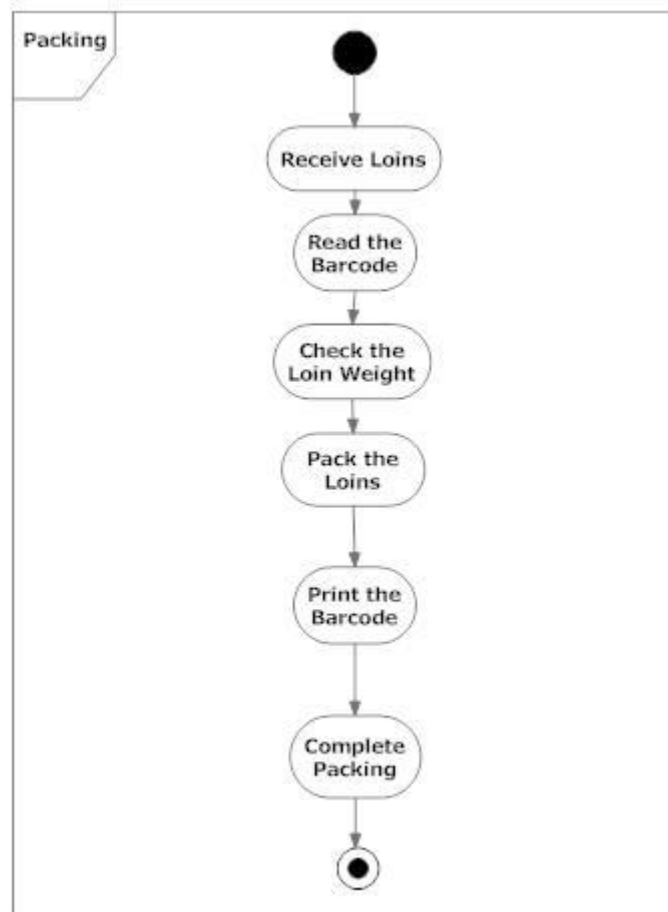 Packing
Receive Loins
Read the
Barcode
Check the
Loin Weight
Pack the
Loins
Print the
Barcode
Complete
Packing